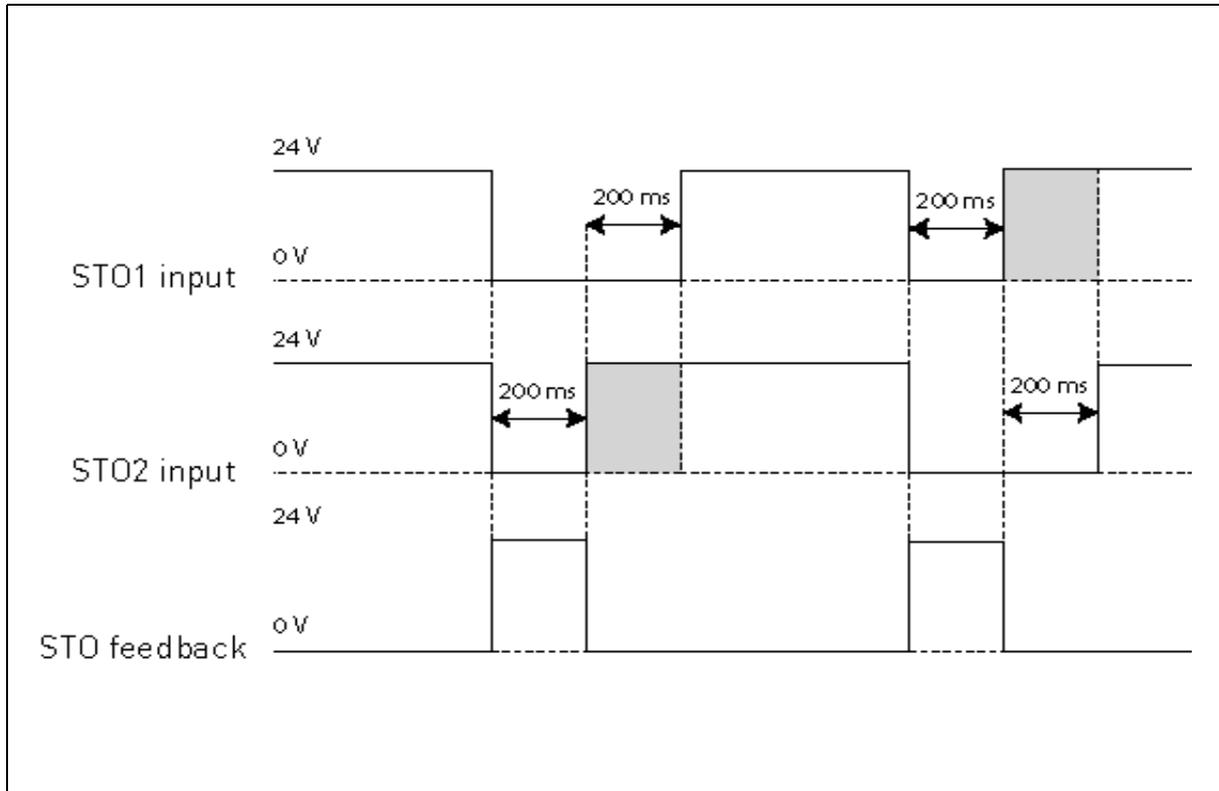 24 V
200 ms
200 ms
0 V
STO1 input
24 V
200 ms
200 ms
0 V
STO2 input
24 V
0 V
STO feedback